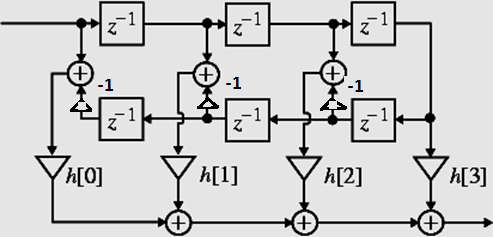 z⁻¹ z⁻¹ z⁻¹
+ + +
-1 -1 -1
z⁻¹ z⁻¹ z⁻¹
h[0] h[1] h[2] h[3]
+ + +